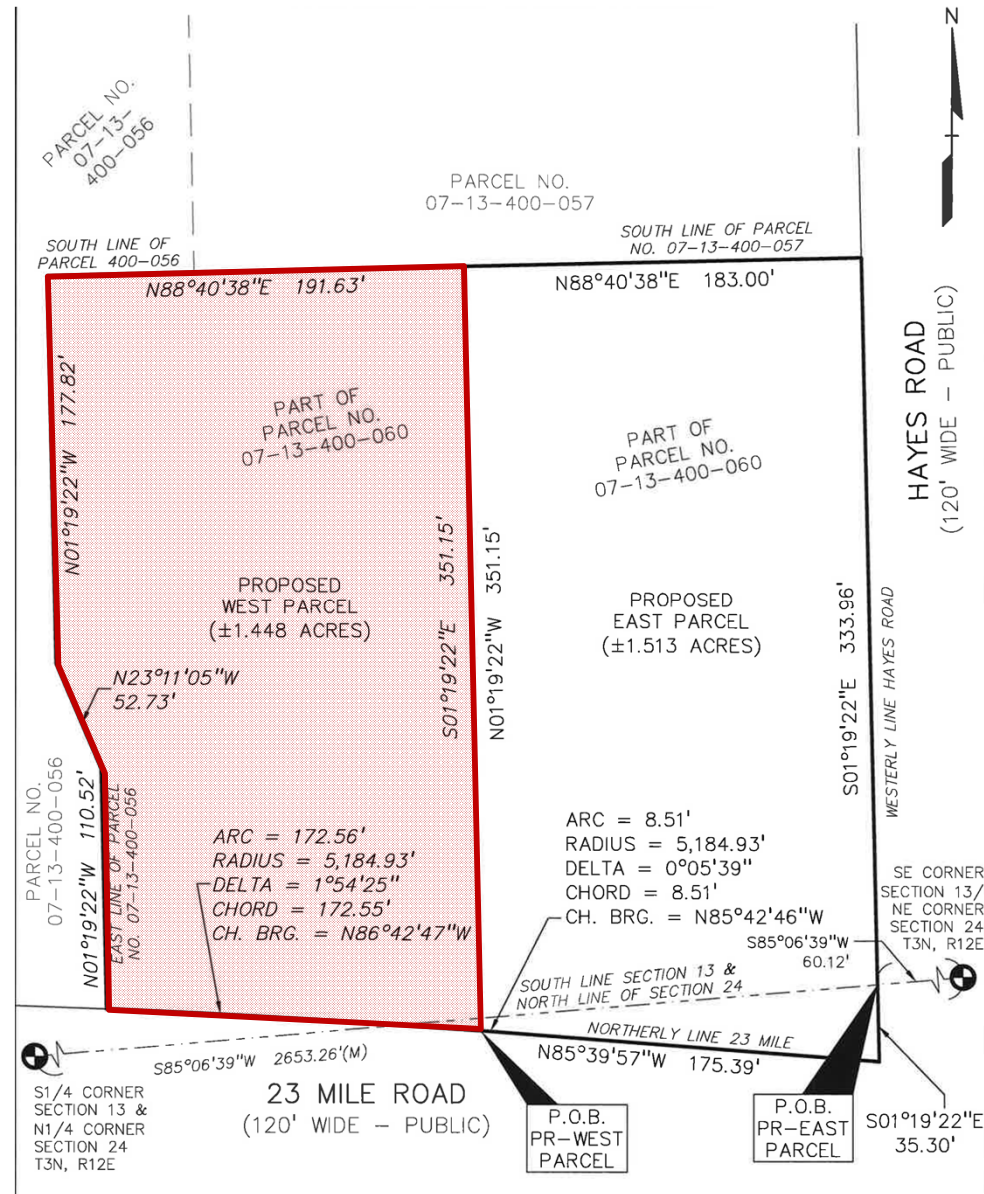 N
PARCEL NO.
07-13-
400-056
PARCEL NO.
07-13-400-057
SOUTH LINE OF
PARCEL 400-056
SOUTH LINE OF PARCEL
NO. 07-13-400-057
N88°40'38"E 191.63'
N88°40'38"E 183.00'
HAYES ROAD
(120' WIDE - PUBLIC)
N01°19'22"W 177.82'
PART OF
PARCEL NO.
07-13-400-060
PART OF
PARCEL NO.
07-13-400-060
S01°19'22"E 351.15'
N01°19'22"W 351.15'
PROPOSED
WEST PARCEL
(±1.448 ACRES)
PROPOSED
EAST PARCEL
(±1.513 ACRES)
S01°19'22"E 333.96'
WESTERLY LINE HAYES ROAD
N23°11'05"W
52.73'
PARCEL NO.
07-13-400-056
N01°19'22"W 110.52'
EAST LINE OF PARCEL
NO. 07-13-400-056
ARC = 172.56'
RADIUS = 5,184.93'
DELTA = 1°54'25"
CHORD = 172.55'
CH. BRG. = N86°42'47"W
ARC = 8.51'
RADIUS = 5,184.93'
DELTA = 0°05'39"
CHORD = 8.51'
CH. BRG. = N85°42'46"W
SE CORNER
SECTION 13/
NE CORNER
SECTION 24
T3N, R12E
S85°06'39"W
60.12'
SOUTH LINE SECTION 13 &
NORTH LINE OF SECTION 24
NORTHERLY LINE 23 MILE
N85°39'57"W 175.39'
S85°06'39"W 2653.26'(M)
S1/4 CORNER
SECTION 13 &
N1/4 CORNER
SECTION 24
T3N, R12E
23 MILE ROAD
(120' WIDE - PUBLIC)
P.O.B.
PR-WEST
PARCEL
P.O.B.
PR-EAST
PARCEL
S01°19'22"E
35.30'